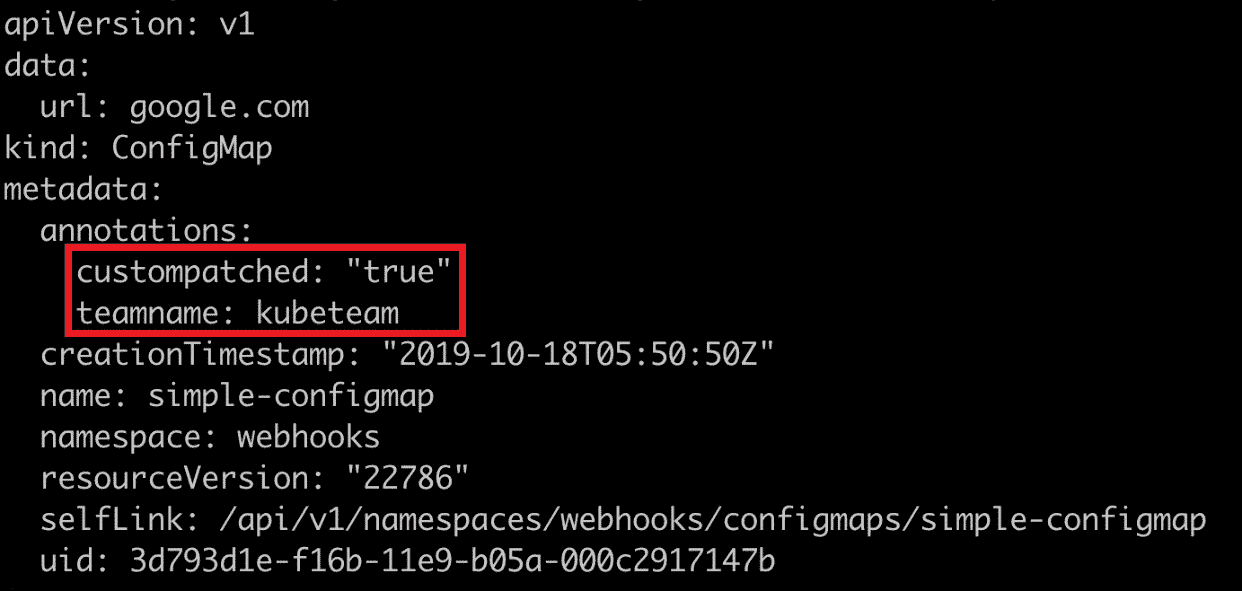 apiVersion: v1
data:
  url: google.com
kind: ConfigMap
metadata:
  annotations:
    custompatched: "true"
    teamname: kubeteam
  creationTimestamp: "2019-10-18T05:50:50Z"
  name: simple-configmap
  namespace: webhooks
  resourceVersion: "22786"
  selfLink: /api/v1/namespaces/webhooks/configmaps/simple-configmap
  uid: 3d793d1e-f16b-11e9-b05a-000c2917147b